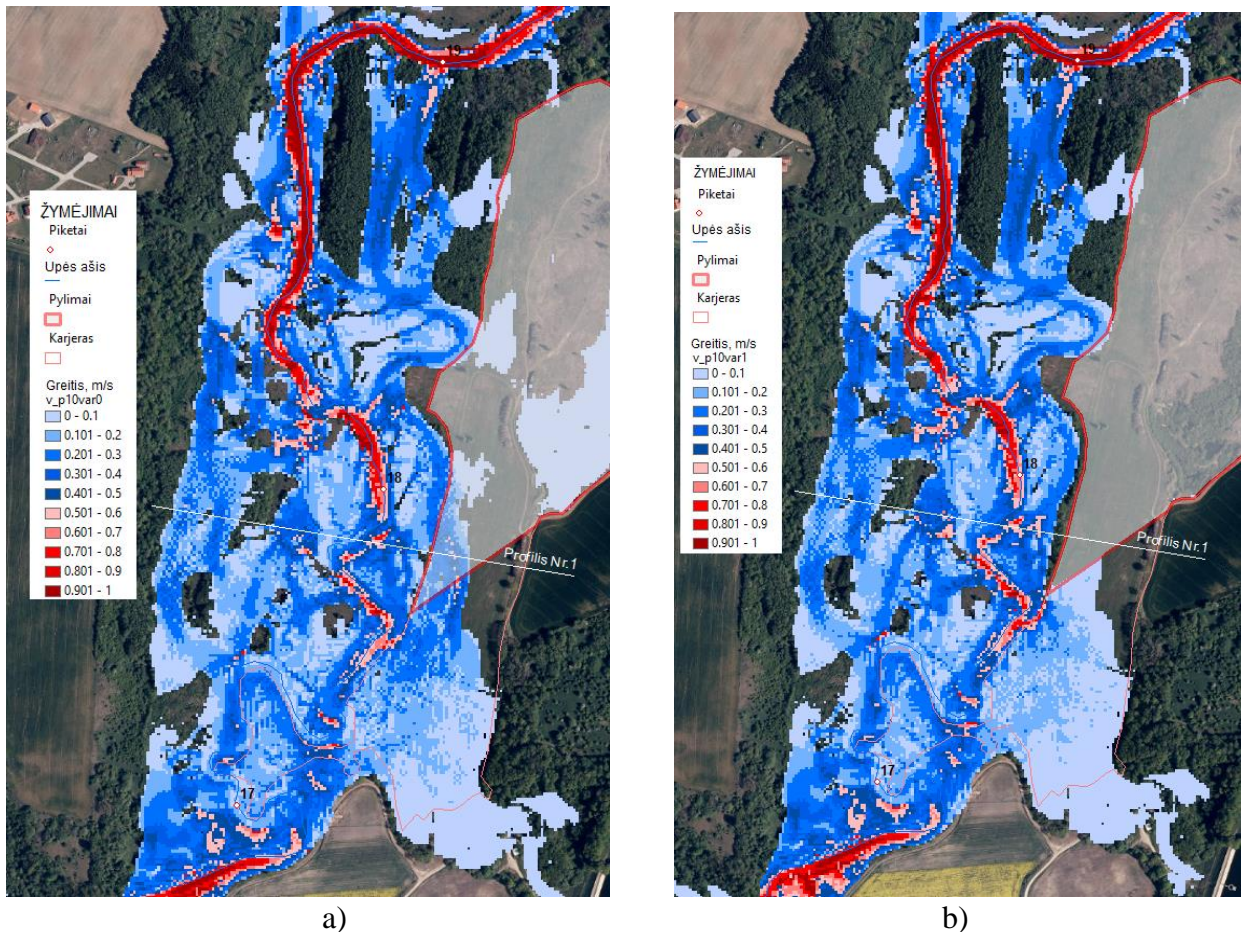 19
ŽYMĖJIMAI
Piketai
Upės ašis
Pylimai
Karjeras
Greitis, m/s
v_p10var0
0 - 0.1
0.101 - 0.2
0.201 - 0.3
0.301 - 0.4
0.401 - 0.5
0.501 - 0.6
0.601 - 0.7
0.701 - 0.8
0.801 - 0.9
0.901 - 1
18
Profilis Nr.1
17
a)
19
ŽYMĖJIMAI
Piketai
Upės ašis
Pylimai
Karjeras
Greitis, m/s
v_p10var1
0 - 0.1
0.101 - 0.2
0.201 - 0.3
0.301 - 0.4
0.401 - 0.5
0.501 - 0.6
0.601 - 0.7
0.701 - 0.8
0.801 - 0.9
0.901 - 1
18
Profilis Nr.1
17
b)